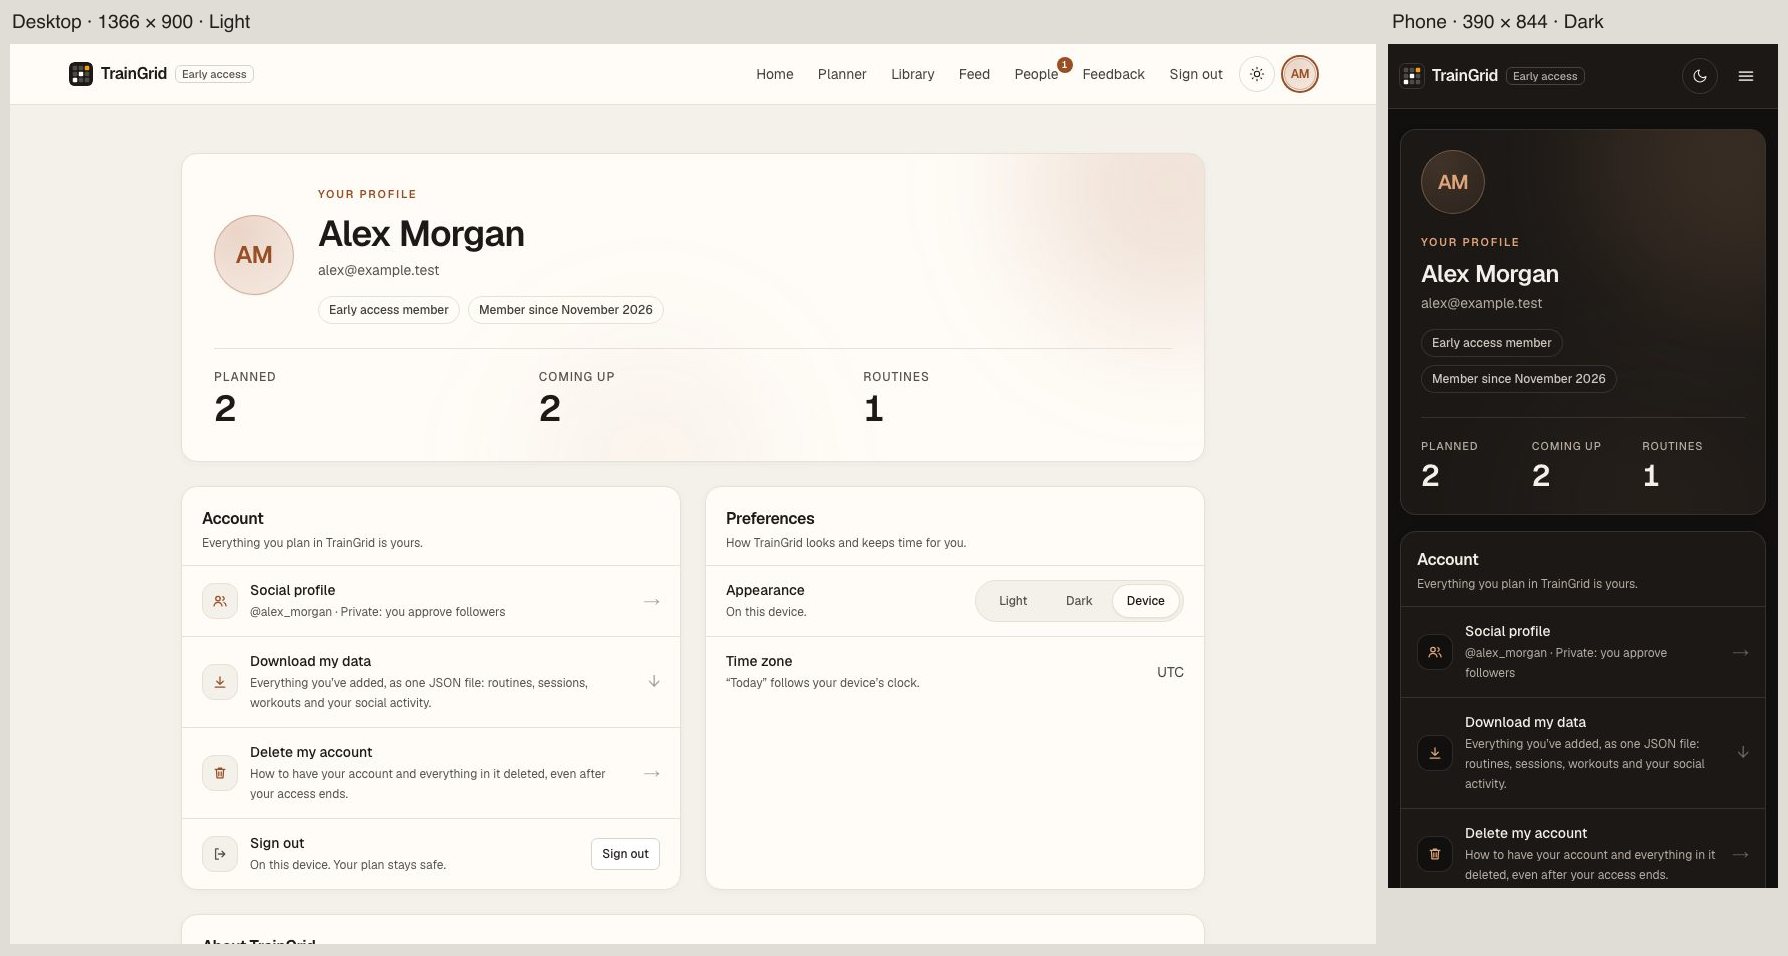 Desktop · 1366 × 900 · Light
TrainGrid Early access
Home Planner Library Feed People 1 Feedback Sign out AM
YOUR PROFILE
AM
Alex Morgan
alex@example.test
Early access member Member since November 2026
PLANNED COMING UP ROUTINES
2 2 1
Account
Everything you plan in TrainGrid is yours.
Social profile
@alex_morgan · Private: you approve followers
Download my data
Everything you’ve added, as one JSON file: routines, sessions,
workouts and your social activity.
Delete my account
How to have your account and everything in it deleted, even after
your access ends.
Sign out
On this device. Your plan stays safe.
Sign out
Preferences
How TrainGrid looks and keeps time for you.
Appearance
On this device.
Light Dark Device
Time zone
“Today” follows your device’s clock.
UTC
About TrainGrid
Phone · 390 × 844 · Dark
TrainGrid Early access
AM
YOUR PROFILE
Alex Morgan
alex@example.test
Early access member
Member since November 2026
PLANNED COMING UP ROUTINES
2 2 1
Account
Everything you plan in TrainGrid is yours.
Social profile
@alex_morgan · Private: you approve
followers
Download my data
Everything you’ve added, as one JSON file:
routines, sessions, workouts and your social
activity.
Delete my account
How to have your account and everything in it
deleted, even after your access ends.